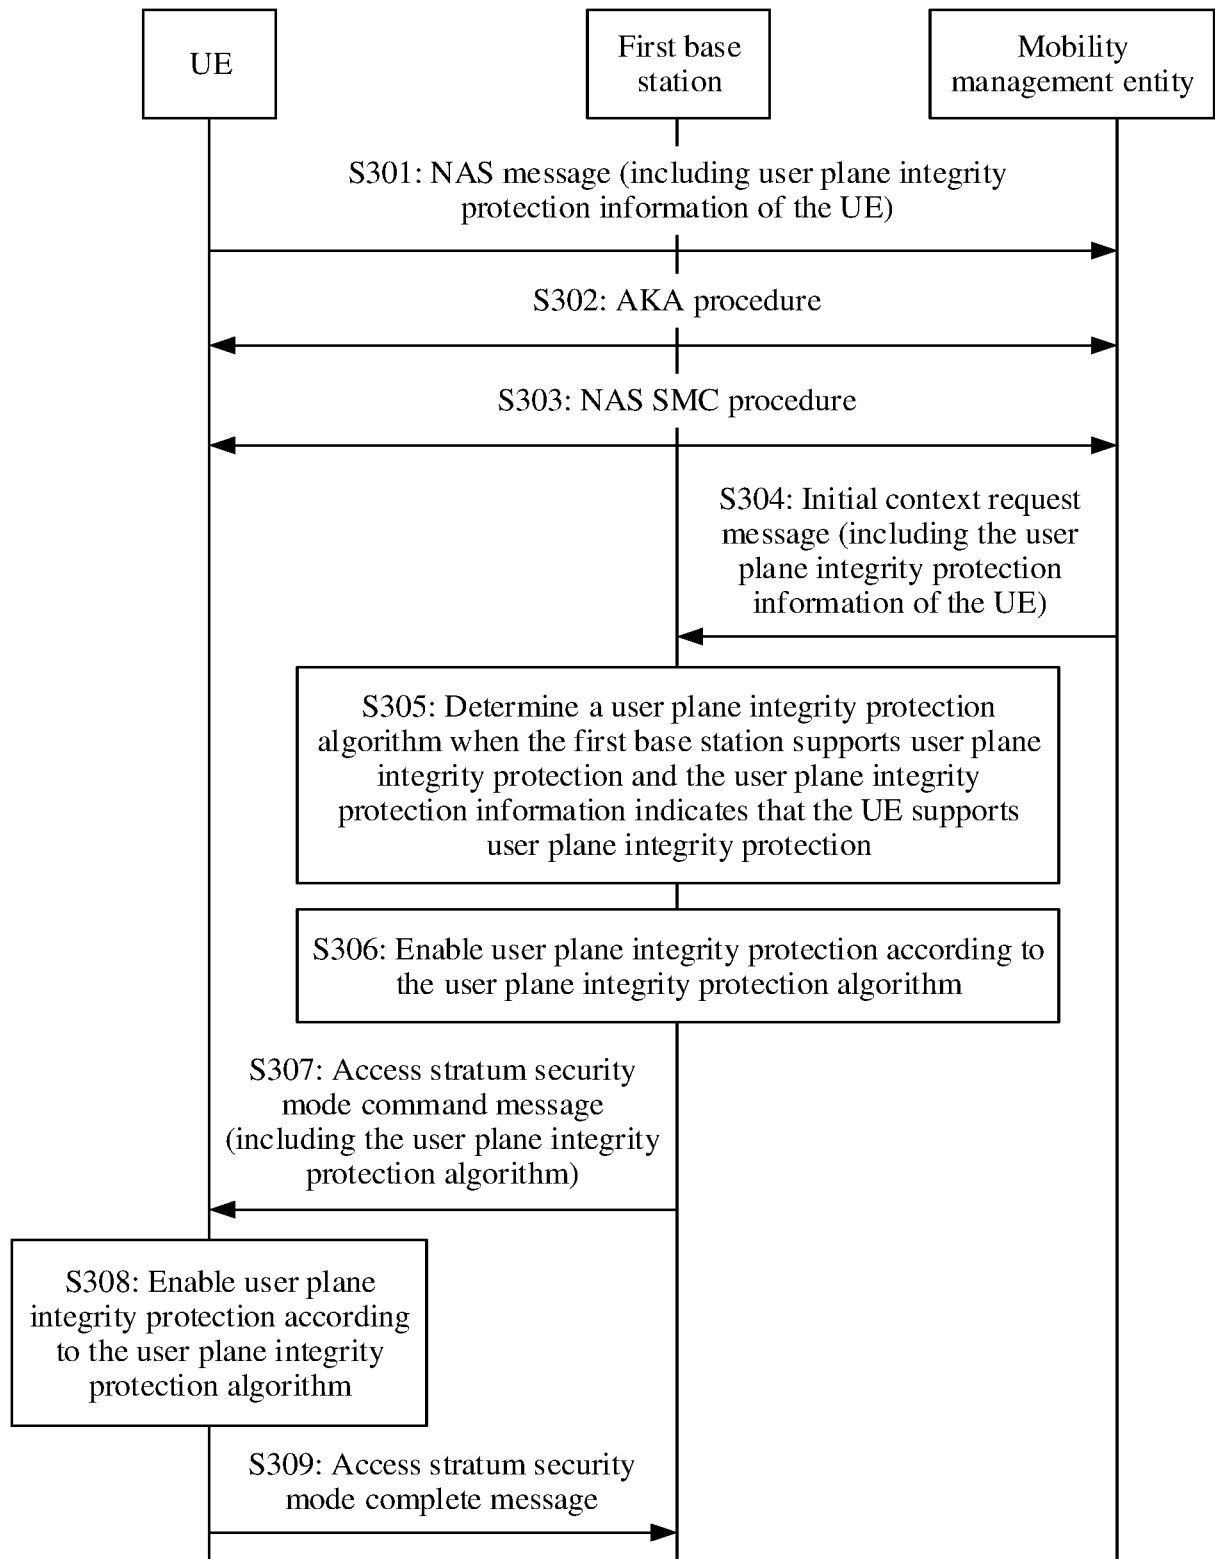 UE
First base
station
Mobility
management entity
S301: NAS message (including user plane integrity
protection information of the UE)
S302: AKA procedure
S303: NAS SMC procedure
S304: Initial context request
message (including the user
plane integrity protection
information of the UE)
S305: Determine a user plane integrity protection
algorithm when the first base station supports user plane
integrity protection and the user plane integrity
protection information indicates that the UE supports
user plane integrity protection
S306: Enable user plane integrity protection according to
the user plane integrity protection algorithm
S307: Access stratum security
mode command message
(including the user plane integrity
protection algorithm)
S308: Enable user plane
integrity protection according
to the user plane integrity
protection algorithm
S309: Access stratum security
mode complete message